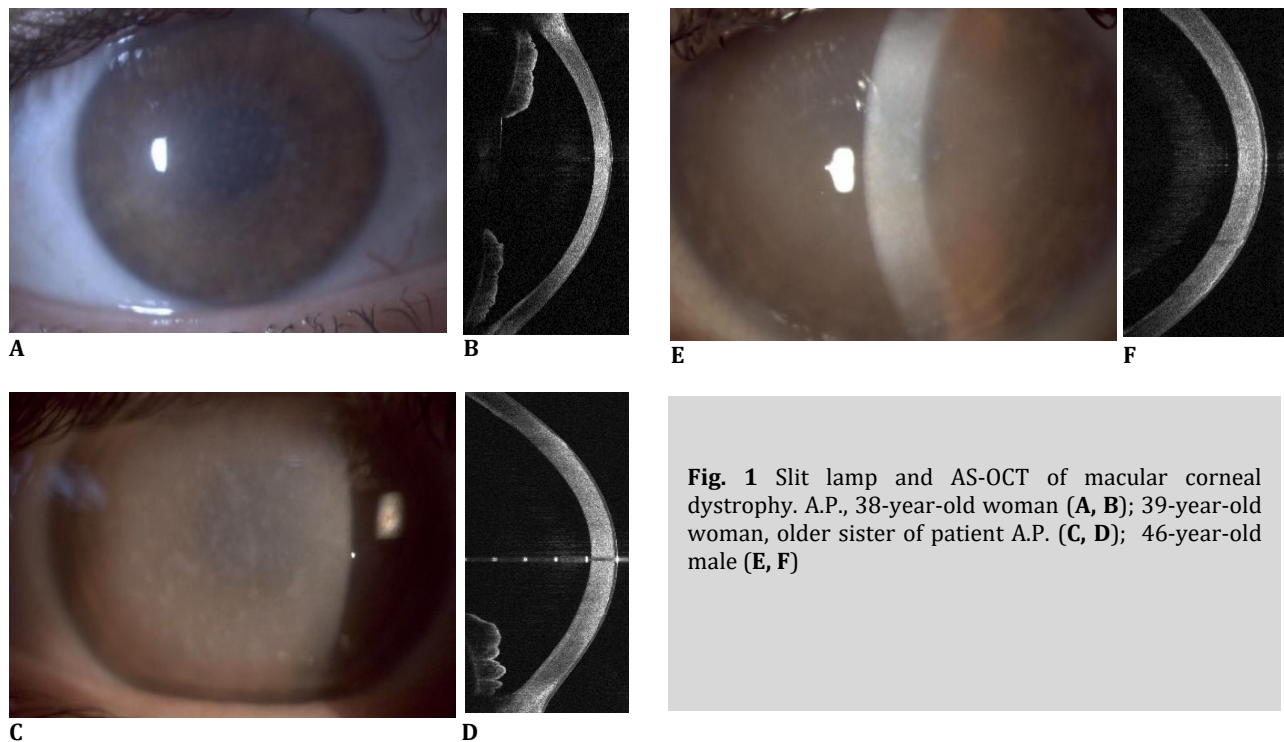 A
B
E
F
C
D
Fig. 1 Slit lamp and AS-OCT of macular corneal
dystrophy. A.P., 38-year-old woman (A, B); 39-year-old
woman, older sister of patient A.P. (C, D); 46-year-old
male (E, F)